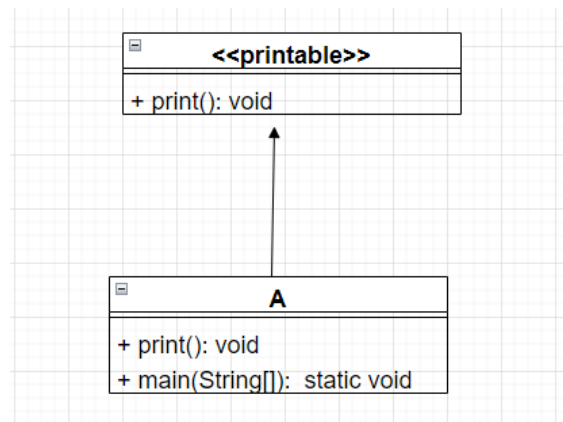 <<printable>>
+ print(): void
A
+ print(): void
+ main(String[]): static void